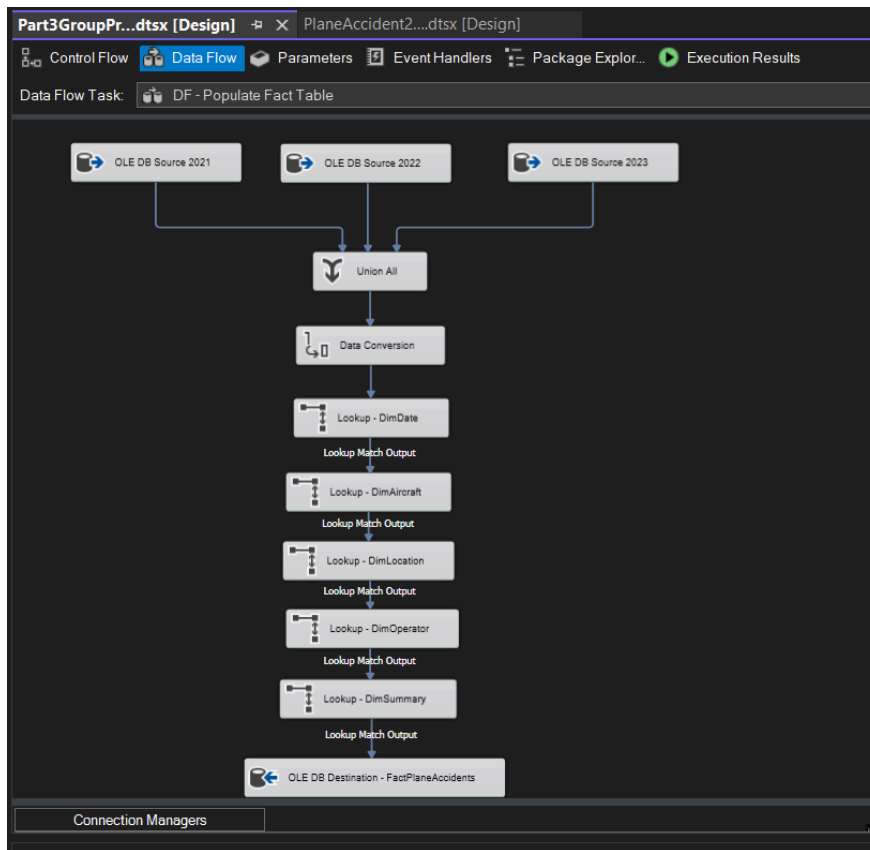 Part3GroupPr...dtsx [Design]
PlaneAccident2....dtsx [Design]
Control Flow
Data Flow
Parameters
Event Handlers
Package Explor...
Execution Results
Data Flow Task:
DF - Populate Fact Table
OLE DB Source 2021
OLE DB Source 2022
OLE DB Source 2023
Union All
Data Conversion
Lookup - DimDate
Lookup Match Output
Lookup - DimAircraft
Lookup Match Output
Lookup - DimLocation
Lookup Match Output
Lookup - DimOperator
Lookup Match Output
Lookup - DimSummary
Lookup Match Output
OLE DB Destination - FactPlaneAccidents
Connection Managers